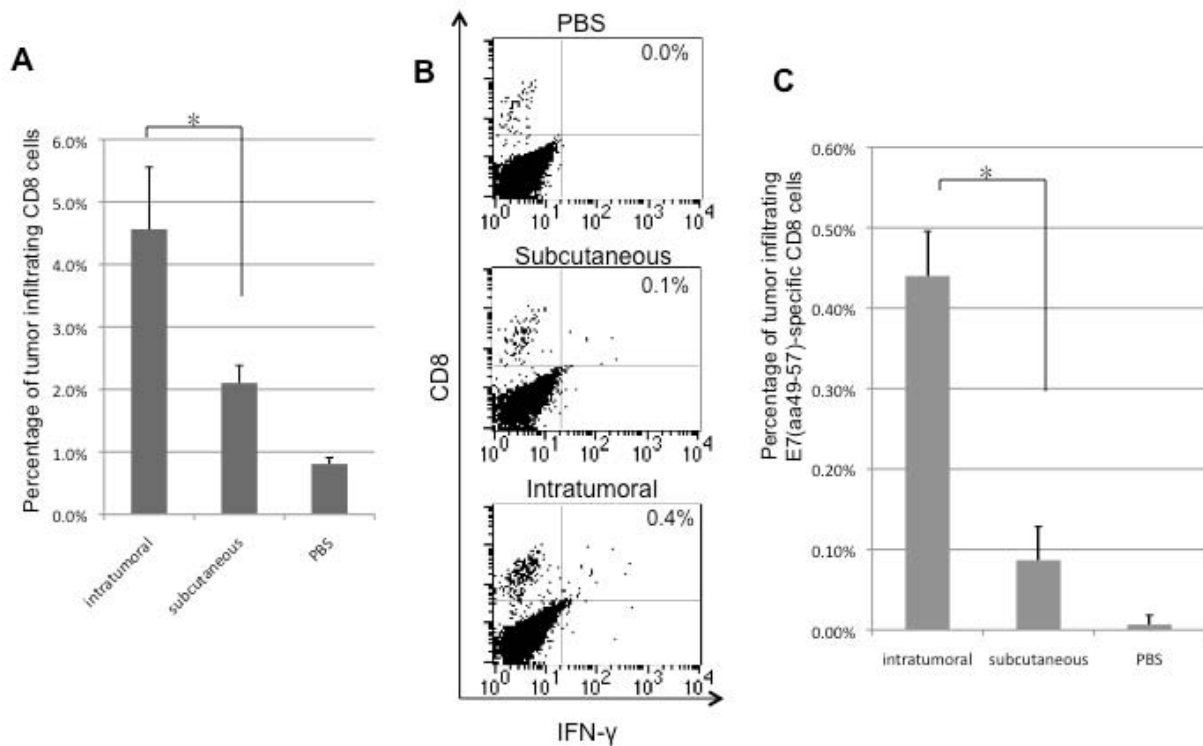 A
*
6.0%
5.0%
4.0%
3.0%
2.0%
1.0%
0.0%
Percentage of tumor infiltrating CD8 cells
intratumoral
subcutaneous
PBS
B
CD8
PBS
0.0%
10^0 10^1 10^2 10^3 10^4
Subcutaneous
0.1%
10^0 10^1 10^2 10^3 10^4
Intratumoral
0.4%
10^0 10^1 10^2 10^3 10^4
IFN-γ
C
*
0.60%
0.50%
0.40%
0.30%
0.20%
0.10%
0.00%
Percentage of tumor infiltrating
E7(aa49-57)-specific CD8 cells
intratumoral
subcutaneous
PBS